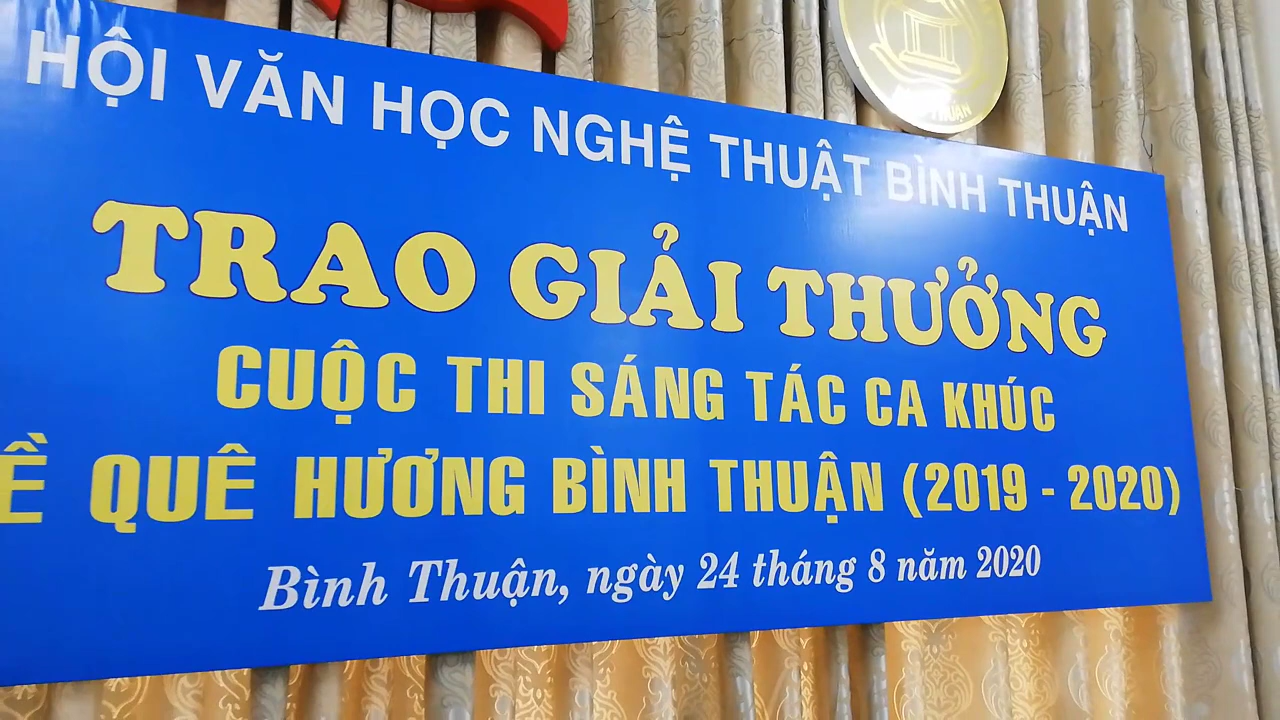 HỘI VĂN HỌC NGHỆ THUẬT BÌNH THUẬN
TRAO GIẢI THƯỞNG
CUỘC THI SÁNG TÁC CA KHÚC
QUÊ HƯƠNG BÌNH THUẬN (2019 - 2020)
Bình Thuận, ngày 24 tháng 8 năm 2020